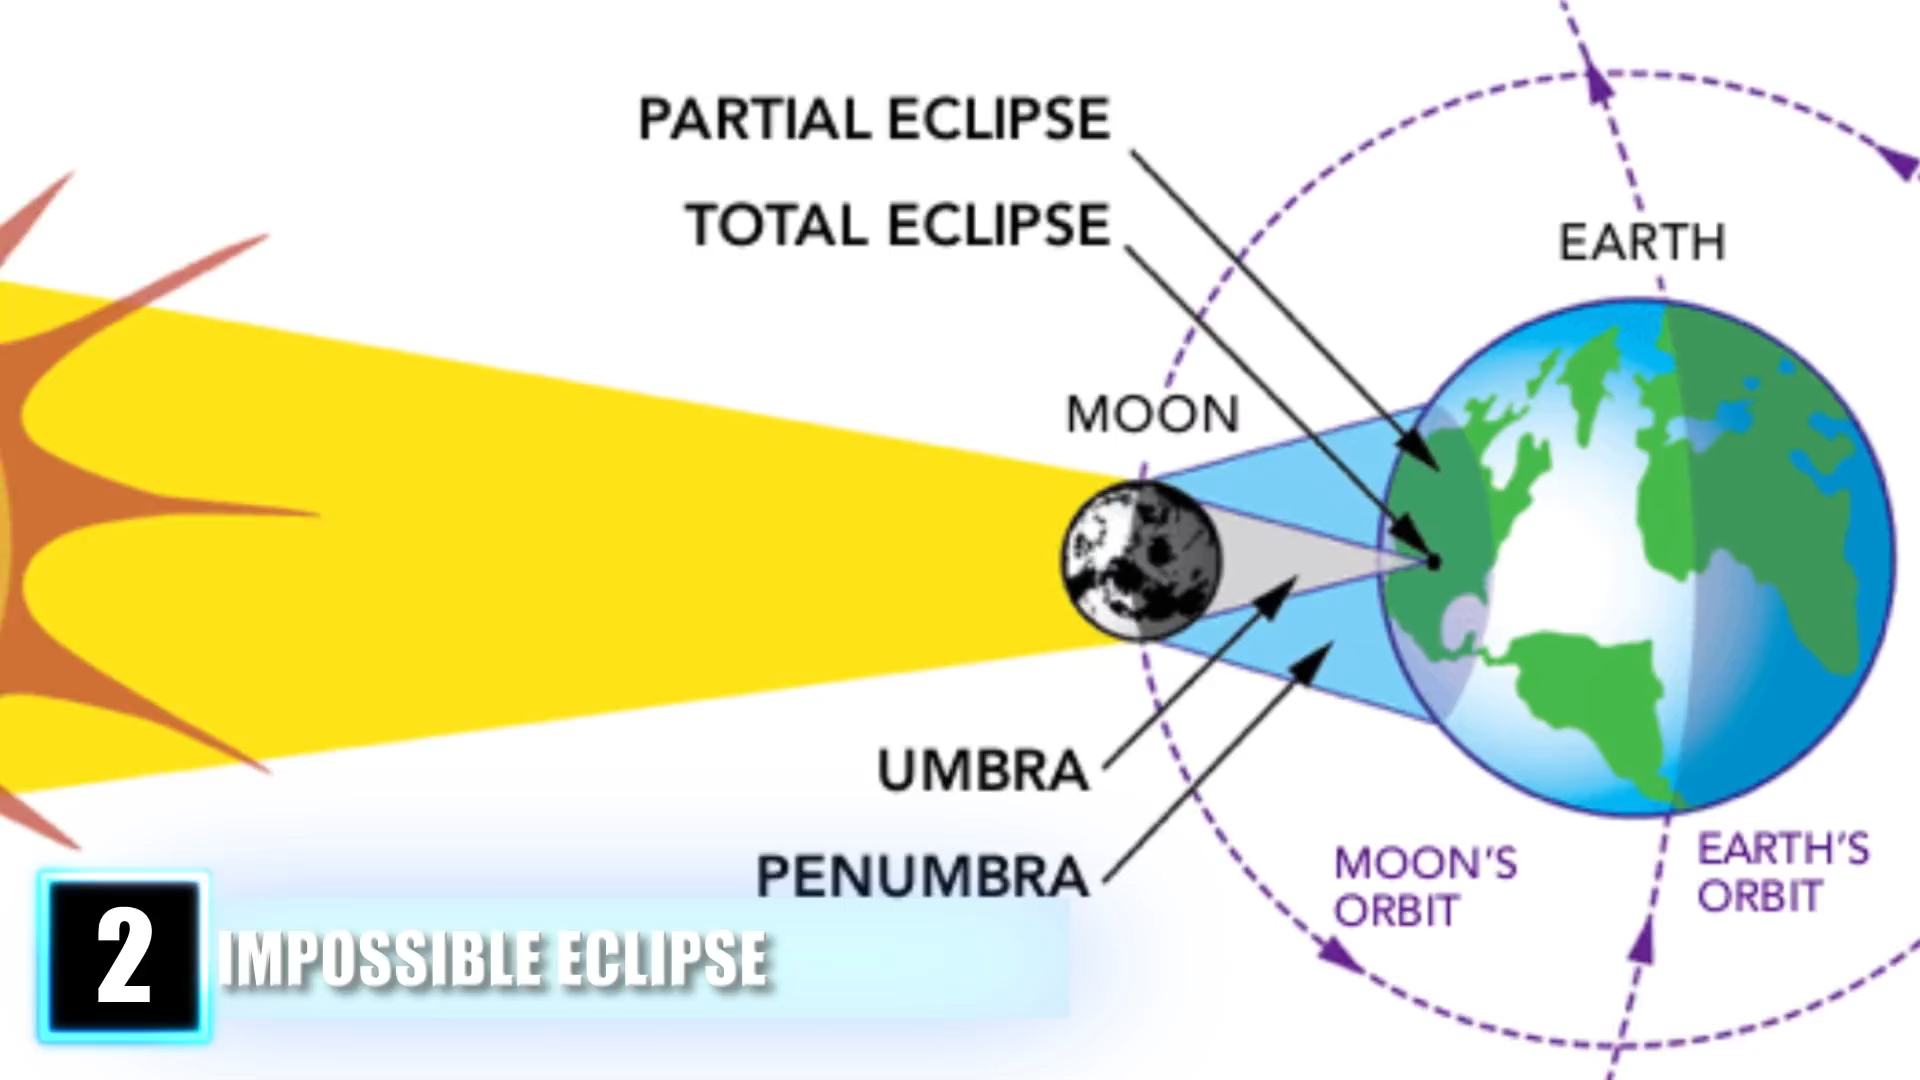 PARTIAL ECLIPSE
TOTAL ECLIPSE
EARTH
MOON
UMBRA
PENUMBRA
MOON'S
ORBIT
EARTH'S
ORBIT
2
IMPOSSIBLE ECLIPSE